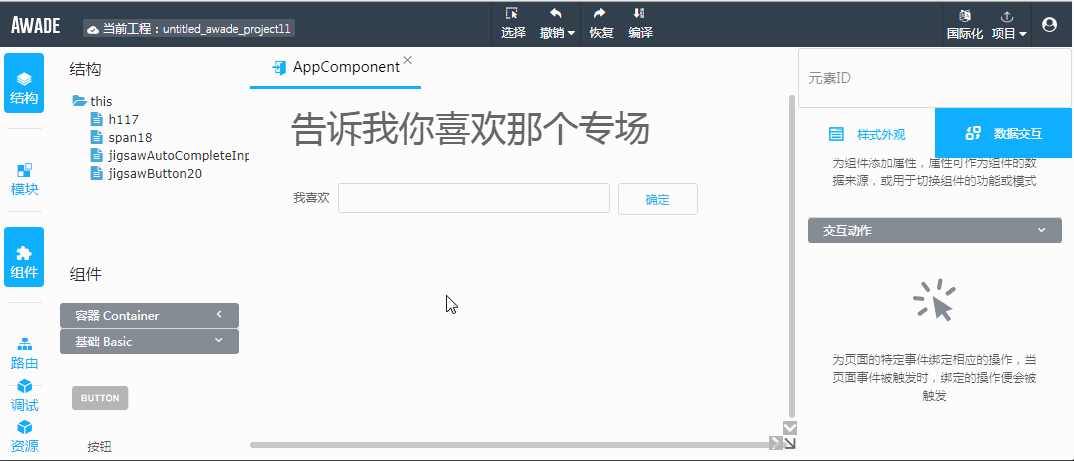 AWADE
当前工程：untitled_awade_project11
选择
撤销
恢复
编译
国际化
项目
结构
模块
组件
路由
调试
资源
结构
this
h117
span18
jigsawAutoCompleteInp
jigsawButton20
组件
容器 Container
基础 Basic
BUTTON
按钮
AppComponent
告诉我你喜欢那个专场
我喜欢
确定
元素ID
样式外观
数据交互
为组件添加属性，属性可作为组件的数
据来源，或用于切换组件的功能或模式
交互动作
为页面的特定事件绑定相应的操作，当
页面事件被触发时，绑定的操作便会被
触发